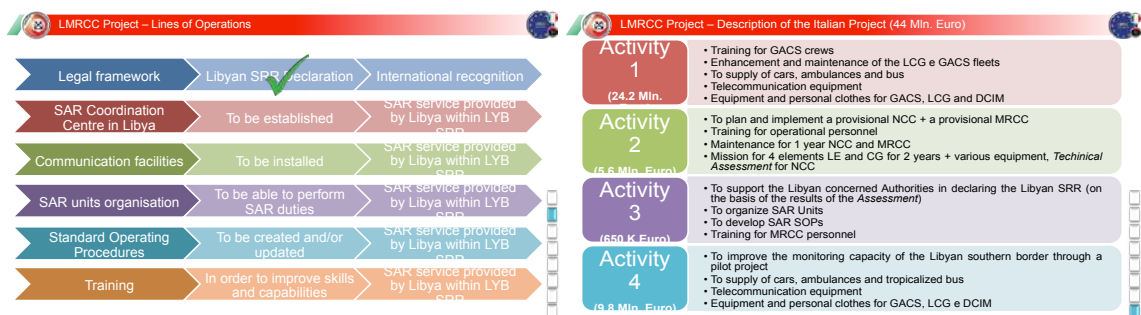 LMRCC Project – Lines of Operations
Legal framework
Libyan SRR Declaration
International recognition
SAR Coordination
Centre in Libya
To be established
SAR service provided
by Libya within LYB
SRR
Communication facilities
To be installed
SAR service provided
by Libya within LYB
SRR
SAR units organisation
To be able to perform
SAR duties
SAR service provided
by Libya within LYB
SRR
Standard Operating
Procedures
To be created and/or
updated
SAR service provided
by Libya within LYB
SRR
Training
In order to improve skills
and capabilities
SAR service provided
by Libya within LYB
SRR
LMRCC Project – Description of the Italian Project (44 Mln. Euro)
Activity
1
(24.2 Mln.
• Training for GACS crews
• Enhancement and maintenance of the LCG e GACS fleets
• To supply of cars, ambulances and bus
• Telecommunication equipment
• Equipment and personal clothes for GACS, LCG and DCIM
Activity
2
(5.6 Mln. Euro)
• To plan and implement a provisional NCC + a provisional MRCC
• Training for operational personnel
• Maintenance for 1 year NCC and MRCC
• Mission for 4 elements LE and CG for 2 years + various equipment, Techinical
Assessment for NCC
Activity
3
(650 K Euro)
• To support the Libyan concerned Authorities in declaring the Libyan SRR (on
the basis of the results of the Assessment)
• To organize SAR Units
• To develop SAR SOPs
• Training for MRCC personnel
Activity
4
(9.8 Mln. Euro)
• To improve the monitoring capacity of the Libyan southern border through a
pilot project
• To supply of cars, ambulances and tropicalized bus
• Telecommunication equipment
• Equipment and personal clothes for GACS, LCG e DCIM